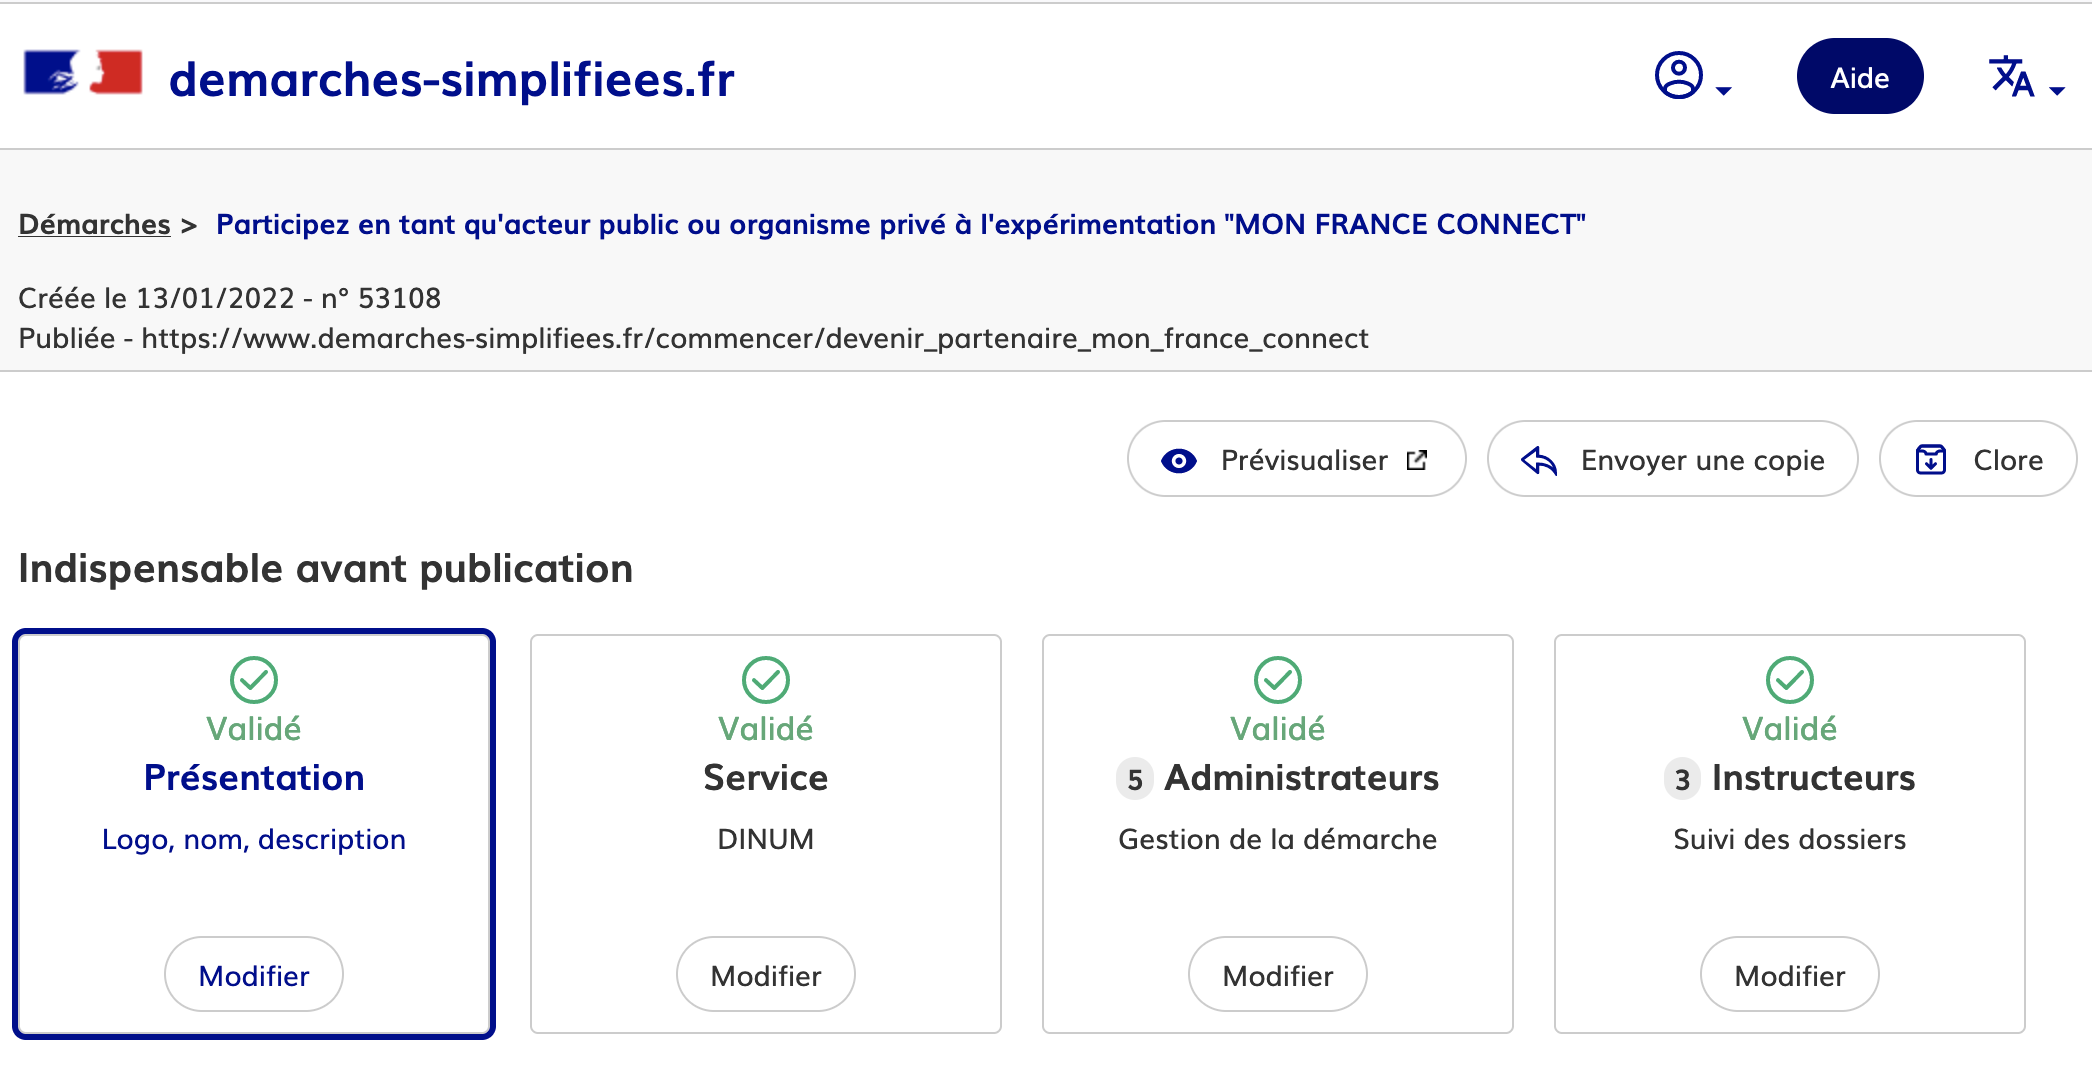 demarches-simplifiees.fr
Aide
Démarches > Participez en tant qu'acteur public ou organisme privé à l'expérimentation "MON FRANCE CONNECT"
Créée le 13/01/2022 - n° 53108
Publiée - https://www.demarches-simplifiees.fr/commencer/devenir_partenaire_mon_france_connect
Prévisualiser
Envoyer une copie
Clore
Indispensable avant publication
Validé
Présentation
Logo, nom, description
Modifier
Validé
Service
DINUM
Modifier
Validé
5 Administrateurs
Gestion de la démarche
Modifier
Validé
3 Instructeurs
Suivi des dossiers
Modifier